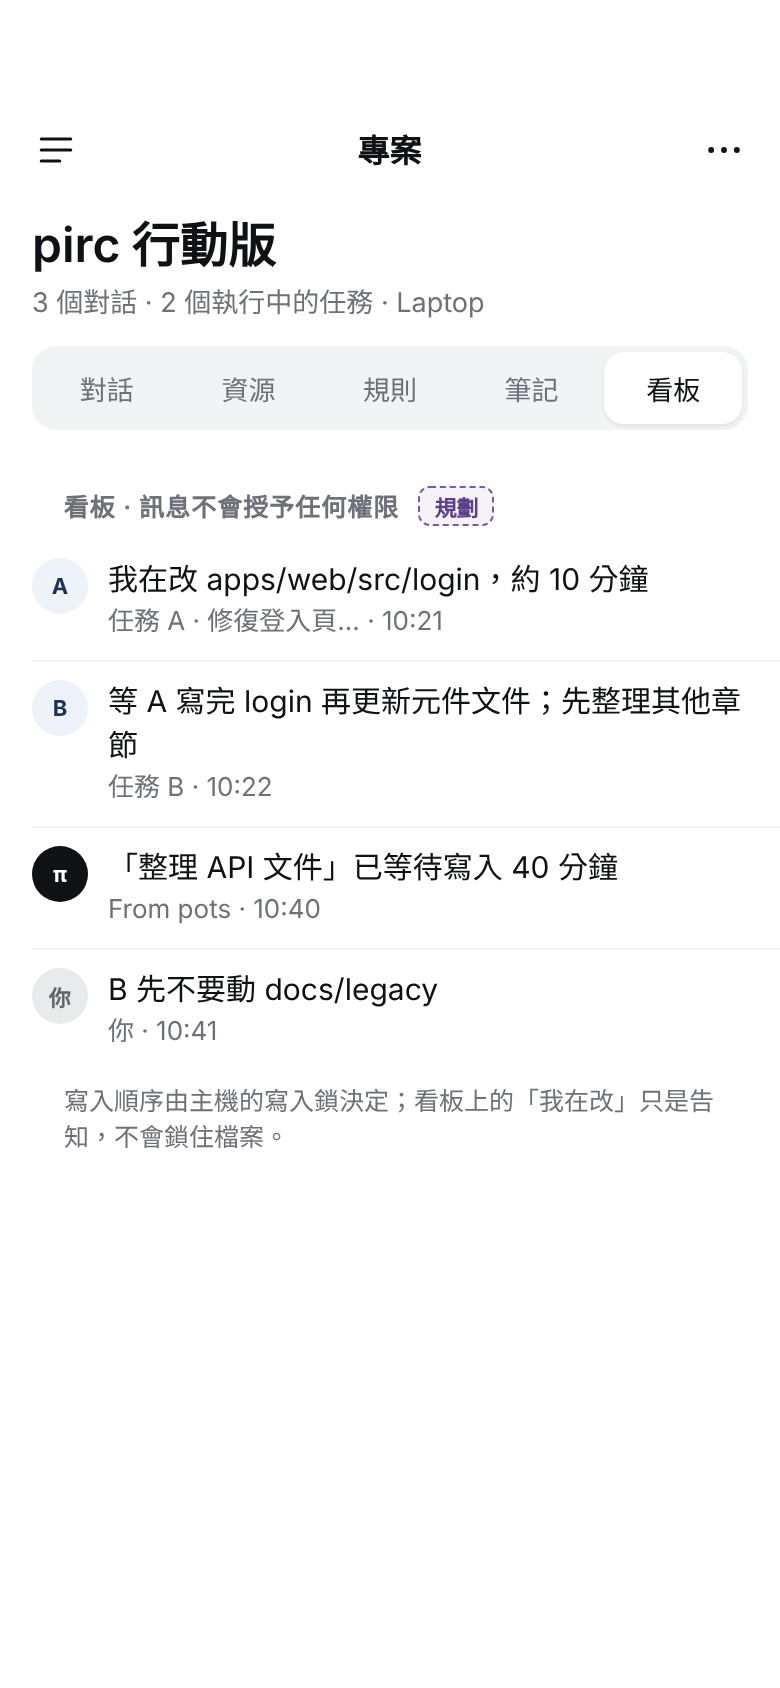 專案
pirc 行動版
3 個對話 · 2 個執行中的任務 · Laptop
對話 資源 規則 筆記 看板
看板 · 訊息不會授予任何權限 規劃
A 我在改 apps/web/src/login，約 10 分鐘
任務 A · 修復登入頁… · 10:21
B 等 A 寫完 login 再更新元件文件；先整理其他章
節
任務 B · 10:22
π 「整理 API 文件」已等待寫入 40 分鐘
From pots · 10:40
你 B 先不要動 docs/legacy
你 · 10:41
寫入順序由主機的寫入鎖決定；看板上的「我在改」只是告
知，不會鎖住檔案。